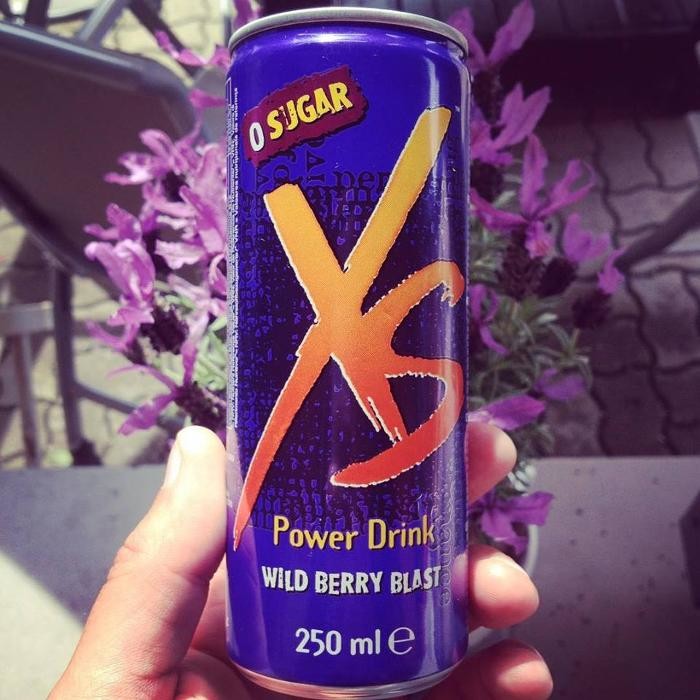 0 SUGAR
XS
Power Drink
WILD BERRY BLAST
250 ml e